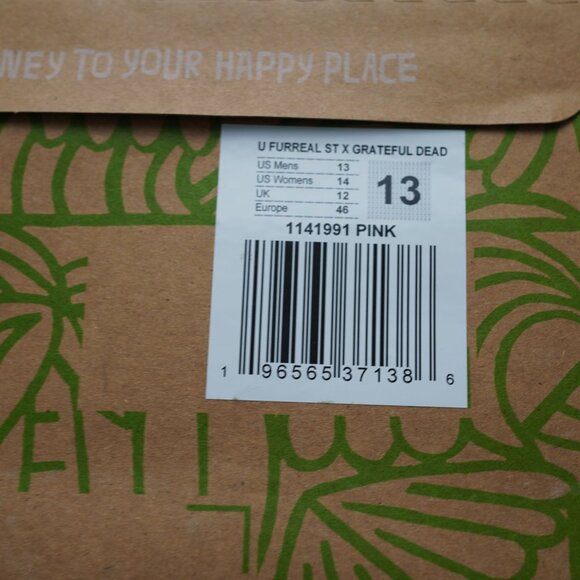 NEY TO YOUR HAPPY PLACE
U FURREAL ST X GRATEFUL DEAD
US Mens 13
US Womens 14
UK 12
Europe 46
13
1141991 PINK
1 96565 37138 6